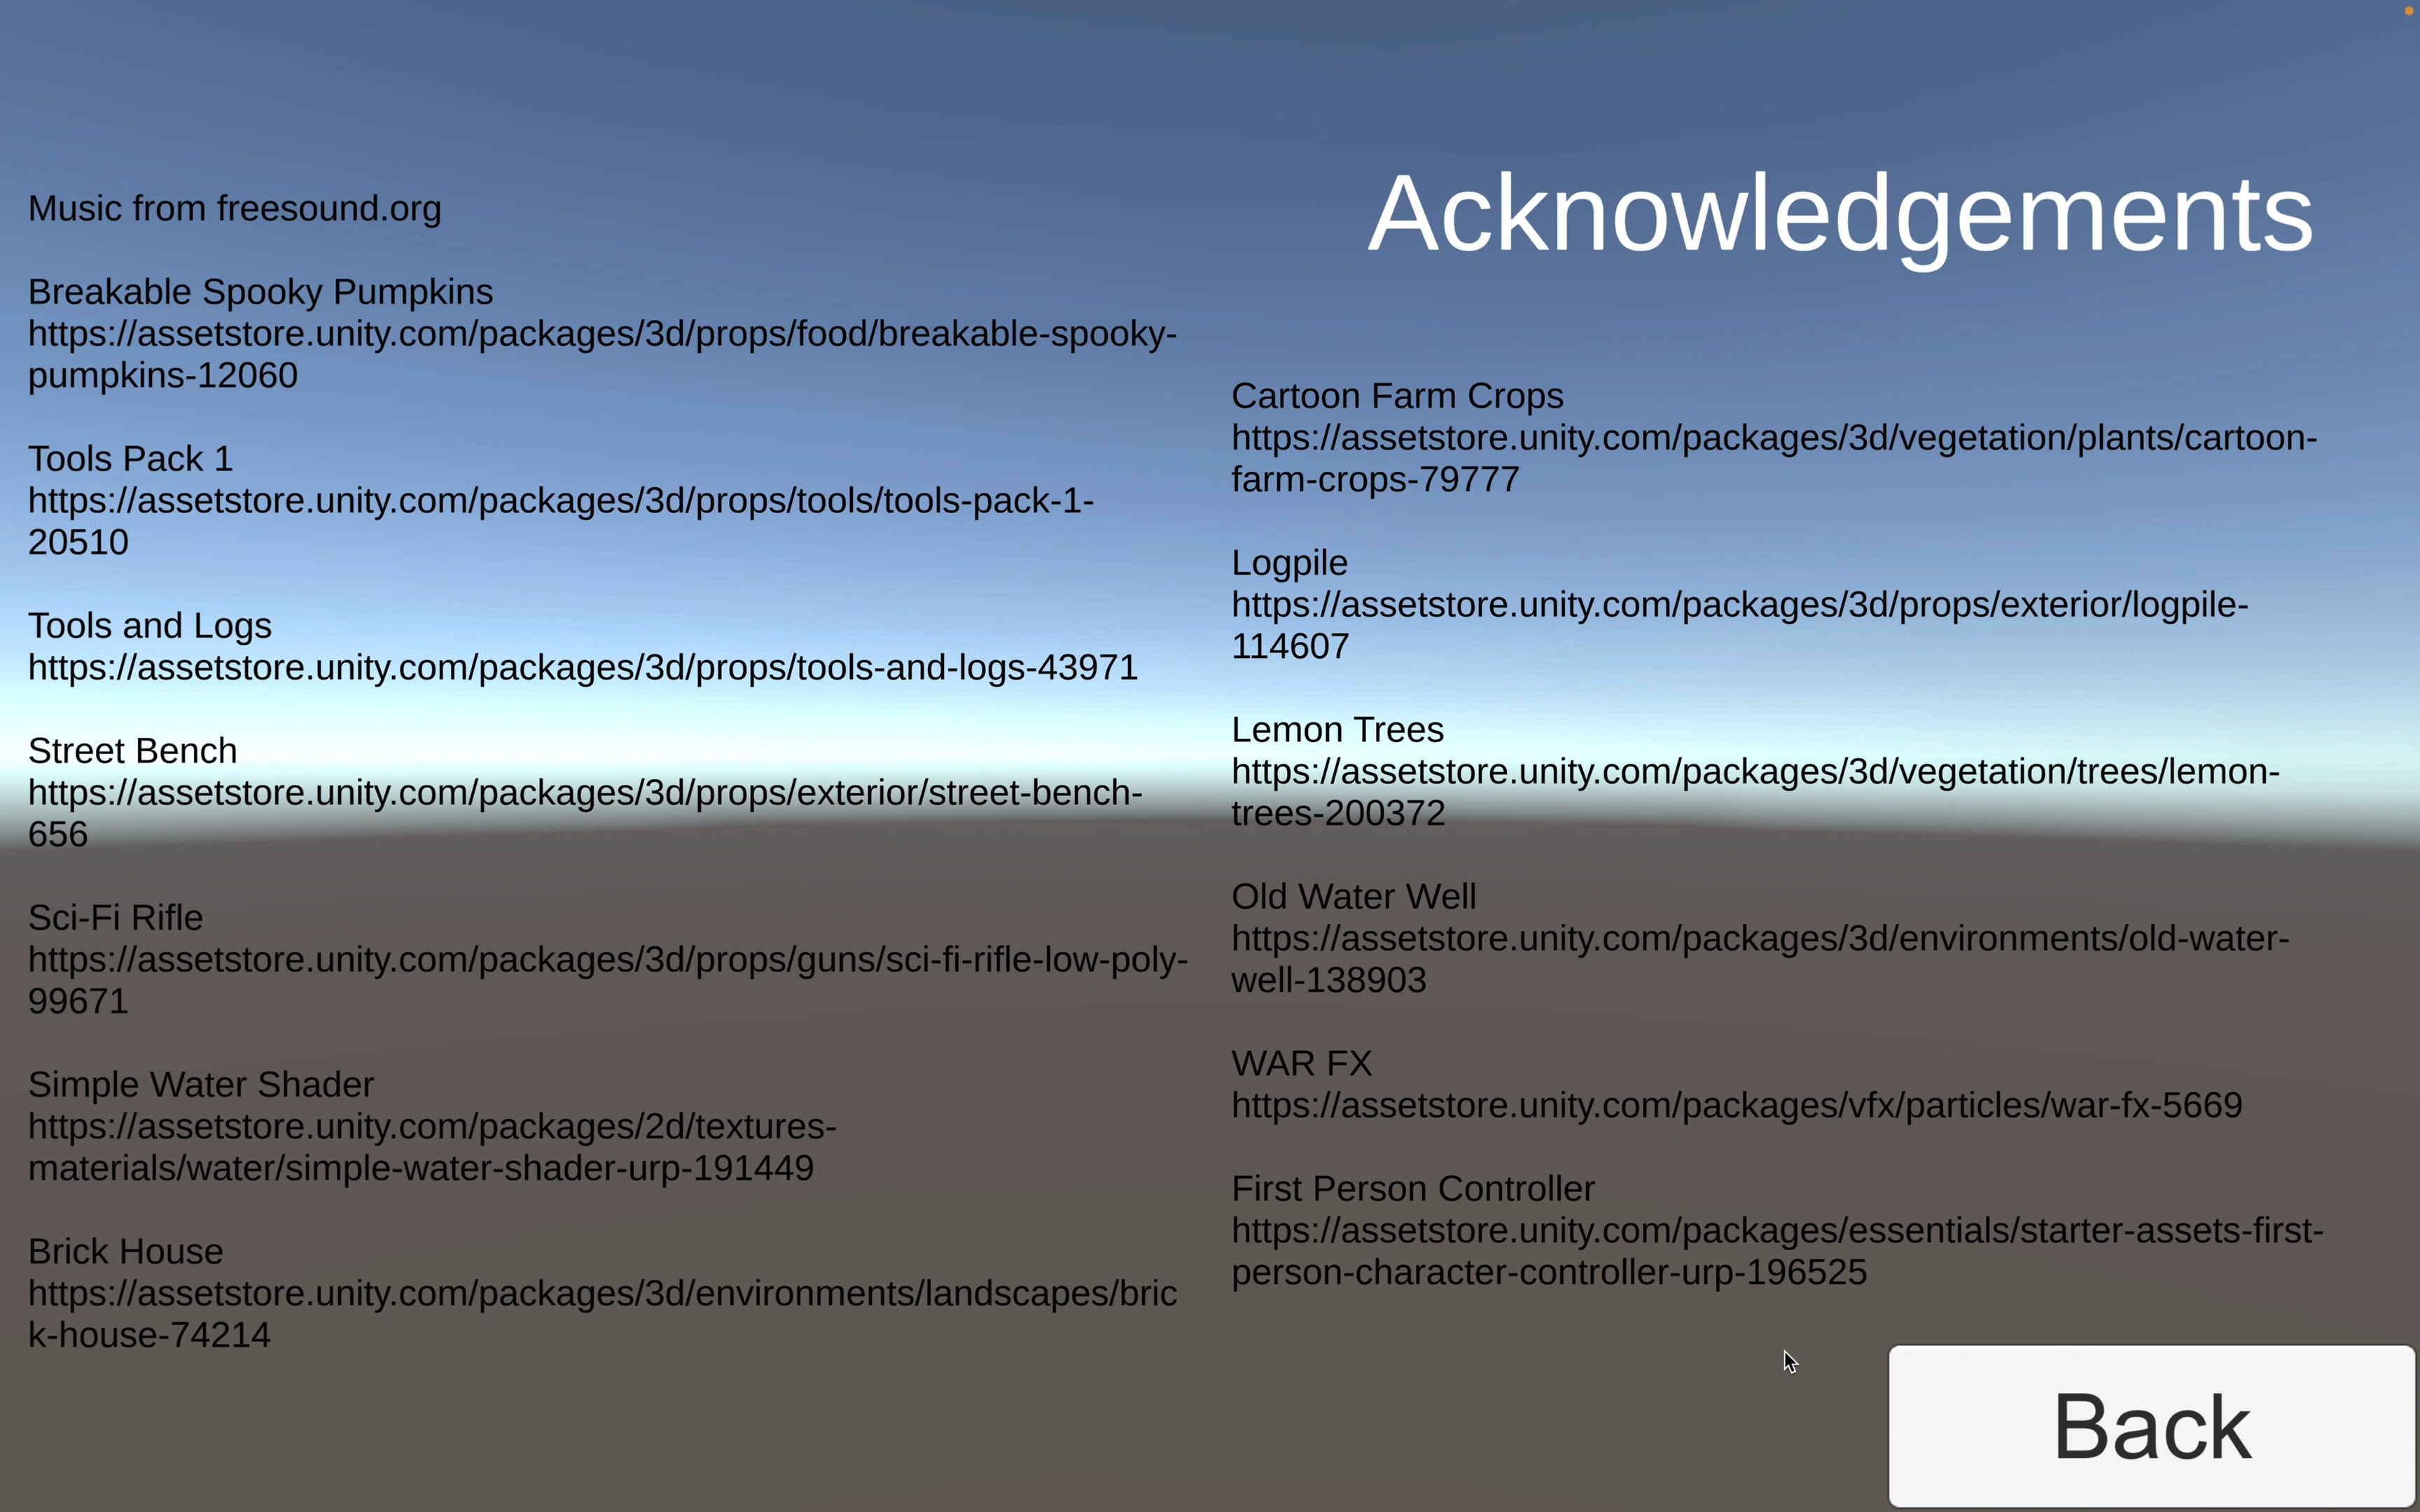 Acknowledgements
Music from freesound.org
Breakable Spooky Pumpkins
https://assetstore.unity.com/packages/3d/props/food/breakable-spooky-
pumpkins-12060
Tools Pack 1
https://assetstore.unity.com/packages/3d/props/tools/tools-pack-1-
20510
Tools and Logs
https://assetstore.unity.com/packages/3d/props/tools-and-logs-43971
Street Bench
https://assetstore.unity.com/packages/3d/props/exterior/street-bench-
656
Sci-Fi Rifle
https://assetstore.unity.com/packages/3d/props/guns/sci-fi-rifle-low-poly-
99671
Simple Water Shader
https://assetstore.unity.com/packages/2d/textures-
materials/water/simple-water-shader-urp-191449
Brick House
https://assetstore.unity.com/packages/3d/environments/landscapes/bric
k-house-74214
Cartoon Farm Crops
https://assetstore.unity.com/packages/3d/vegetation/plants/cartoon-
farm-crops-79777
Logpile
https://assetstore.unity.com/packages/3d/props/exterior/logpile-
114607
Lemon Trees
https://assetstore.unity.com/packages/3d/vegetation/trees/lemon-
trees-200372
Old Water Well
https://assetstore.unity.com/packages/3d/environments/old-water-
well-138903
WAR FX
https://assetstore.unity.com/packages/vfx/particles/war-fx-5669
First Person Controller
https://assetstore.unity.com/packages/essentials/starter-assets-first-
person-character-controller-urp-196525
Back